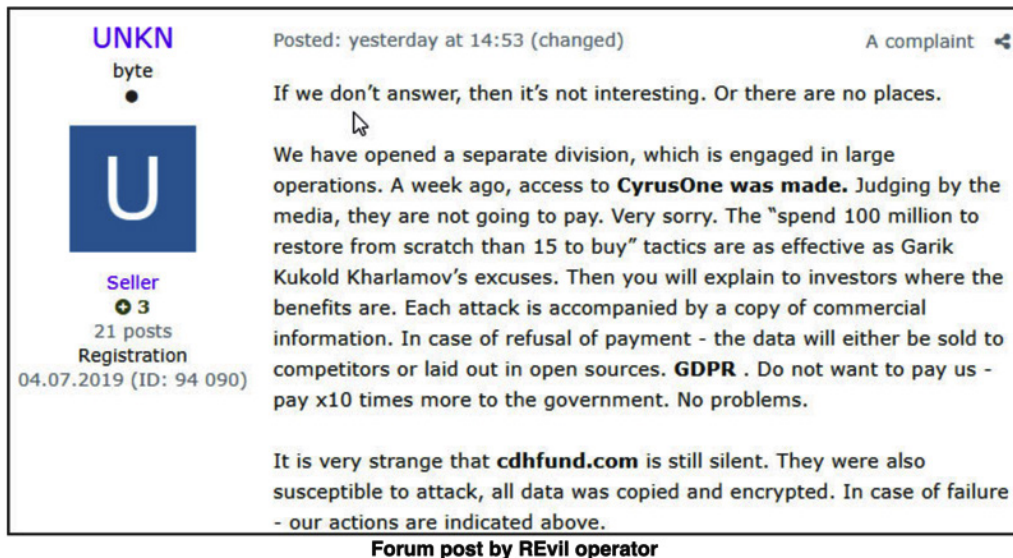 UNKN
byte
U
Seller
3
21 posts
Registration
04.07.2019 (ID: 94 090)
Posted: yesterday at 14:53 (changed)
A complaint
If we don’t answer, then it’s not interesting. Or there are no places.
We have opened a separate division, which is engaged in large
operations. A week ago, access to CyrusOne was made. Judging by the
media, they are not going to pay. Very sorry. The “spend 100 million to
restore from scratch than 15 to buy” tactics are as effective as Garik
Kukold Kharlamov’s excuses. Then you will explain to investors where the
benefits are. Each attack is accompanied by a copy of commercial
information. In case of refusal of payment - the data will either be sold to
competitors or laid out in open sources. GDPR . Do not want to pay us -
pay x10 times more to the government. No problems.
It is very strange that cdhfund.com is still silent. They were also
susceptible to attack, all data was copied and encrypted. In case of failure
- our actions are indicated above.
Forum post by REvil operator